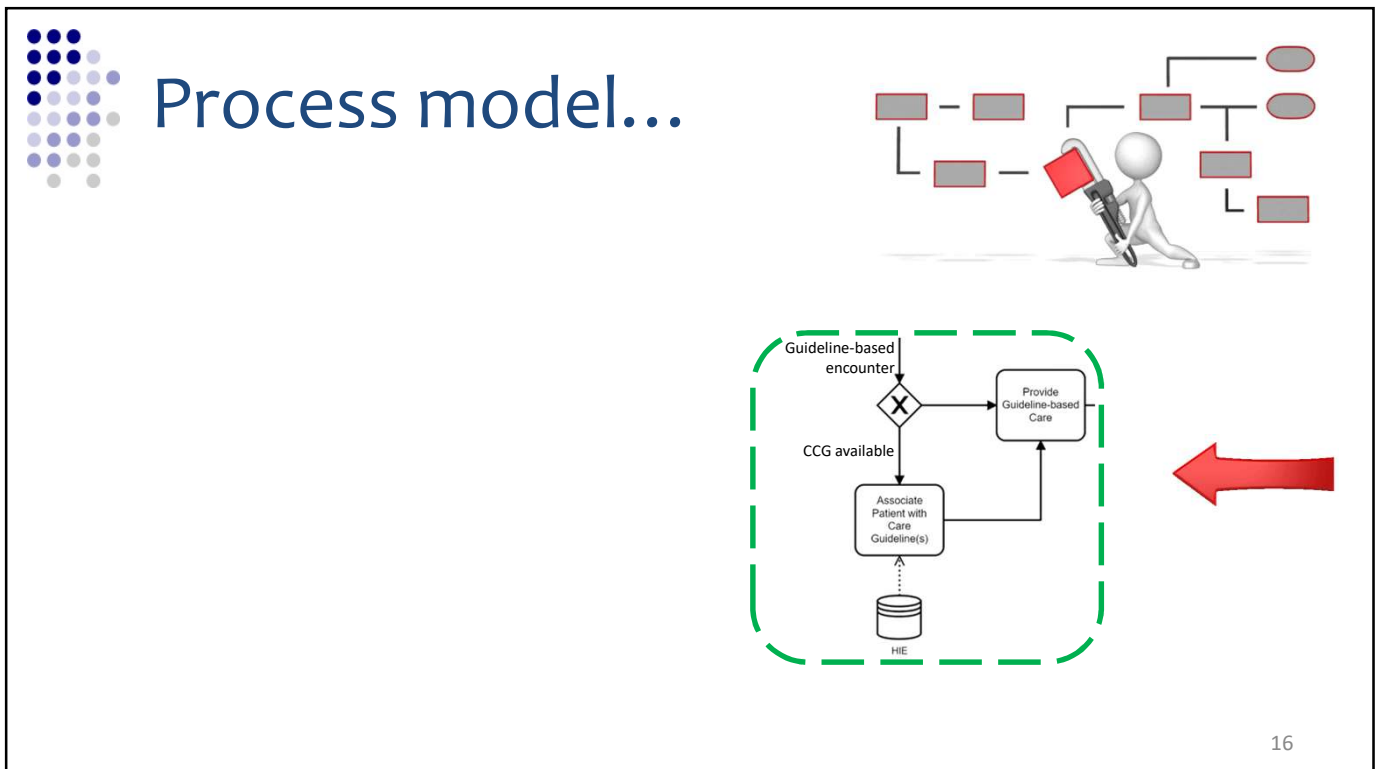 Process model...
Guideline-based
encounter
X
Provide
Guideline-based
Care
CCG available
Associate
Patient with
Care
Guideline(s)
HIE
16